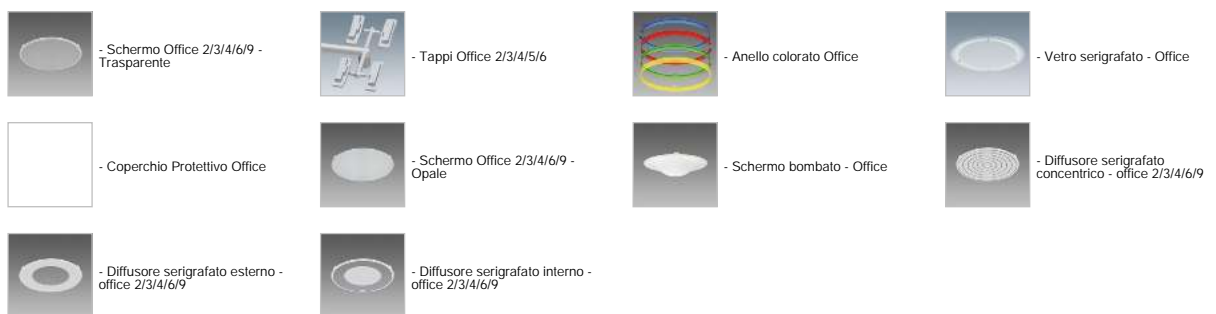 - Schermo Office 2/3/4/6/9 -
Trasparente
- Tappi Office 2/3/4/5/6
- Anello colorato Office
- Vetro serigrafato - Office
- Coperchio Protettivo Office
- Schermo Office 2/3/4/6/9 -
Opale
- Schermo bombato - Office
- Diffusore serigrafato
concentrico - office 2/3/4/6/9
- Diffusore serigrafato esterno -
office 2/3/4/6/9
- Diffusore serigrafato interno -
office 2/3/4/6/9